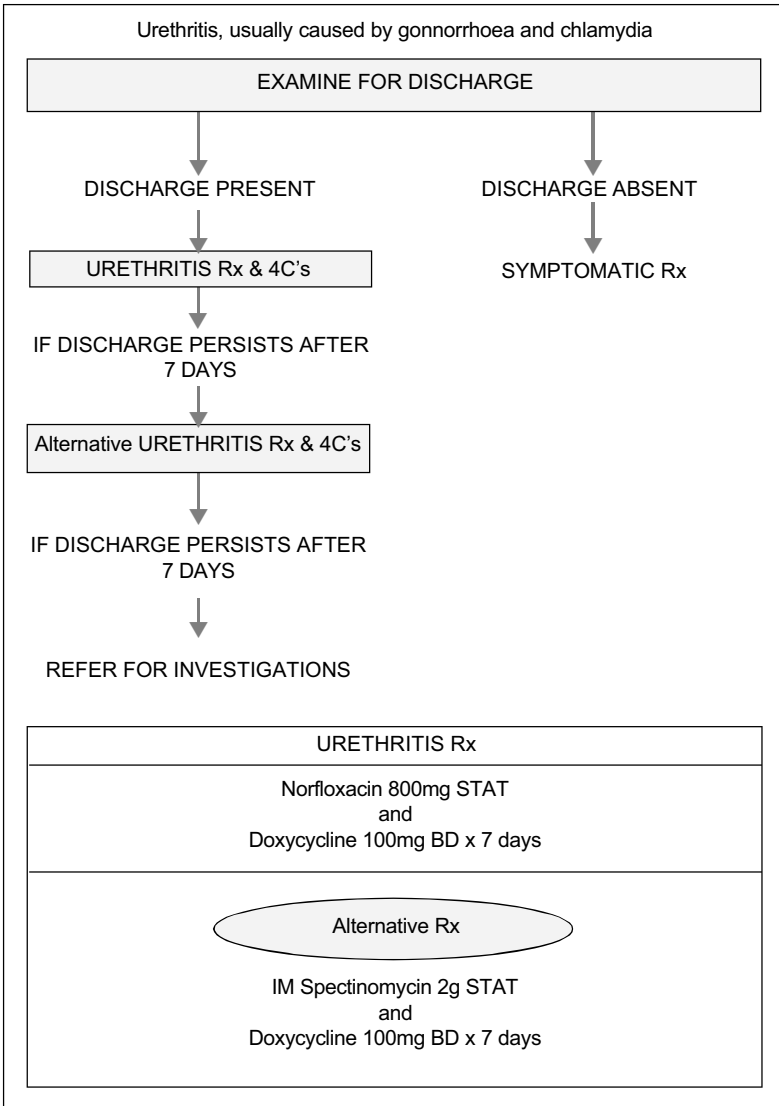 Urethritis, usually caused by gonnorrhoea and chlamydia
EXAMINE FOR DISCHARGE
DISCHARGE PRESENT
DISCHARGE ABSENT
URETHRITIS Rx & 4C's
SYMPTOMATIC Rx
IF DISCHARGE PERSISTS AFTER
7 DAYS
Alternative URETHRITIS Rx & 4C's
IF DISCHARGE PERSISTS AFTER
7 DAYS
REFER FOR INVESTIGATIONS
URETHRITIS Rx
Norfloxacin 800mg STAT
and
Doxycycline 100mg BD x 7 days
Alternative Rx
IM Spectinomycin 2g STAT
and
Doxycycline 100mg BD x 7 days